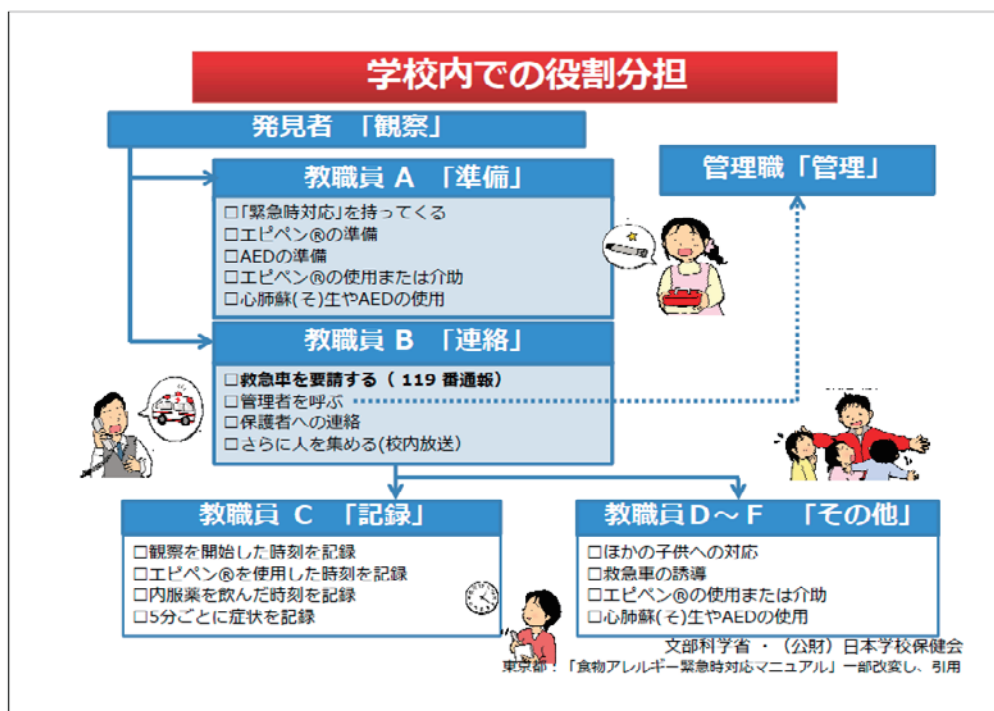 学校内での役割分担
発見者 「観察」
教職員 A 「準備」
□「緊急時対応」を持ってくる
□エピペン®の準備
□AEDの準備
□エピペン®の使用または介助
□心肺蘇(そ)生やAEDの使用
管理職「管理」
教職員 B 「連絡」
□救急車を要請する（ 119 番通報）
□管理者を呼ぶ
□保護者への連絡
□さらに人を集める(校内放送）
教職員 C 「記録」
□観察を開始した時刻を記録
□エピペン®を使用した時刻を記録
□内服薬を飲んだ時刻を記録
□5分ごとに症状を記録
教職員D～F 「その他」
□ほかの子供への対応
□救急車の誘導
□エピペン®の使用または介助
□心肺蘇(そ)生やAEDの使用
文部科学省 ・（公財）日本学校保健会
東京都：「食物アレルギー緊急時対応マニュアル」一部改変し、引用